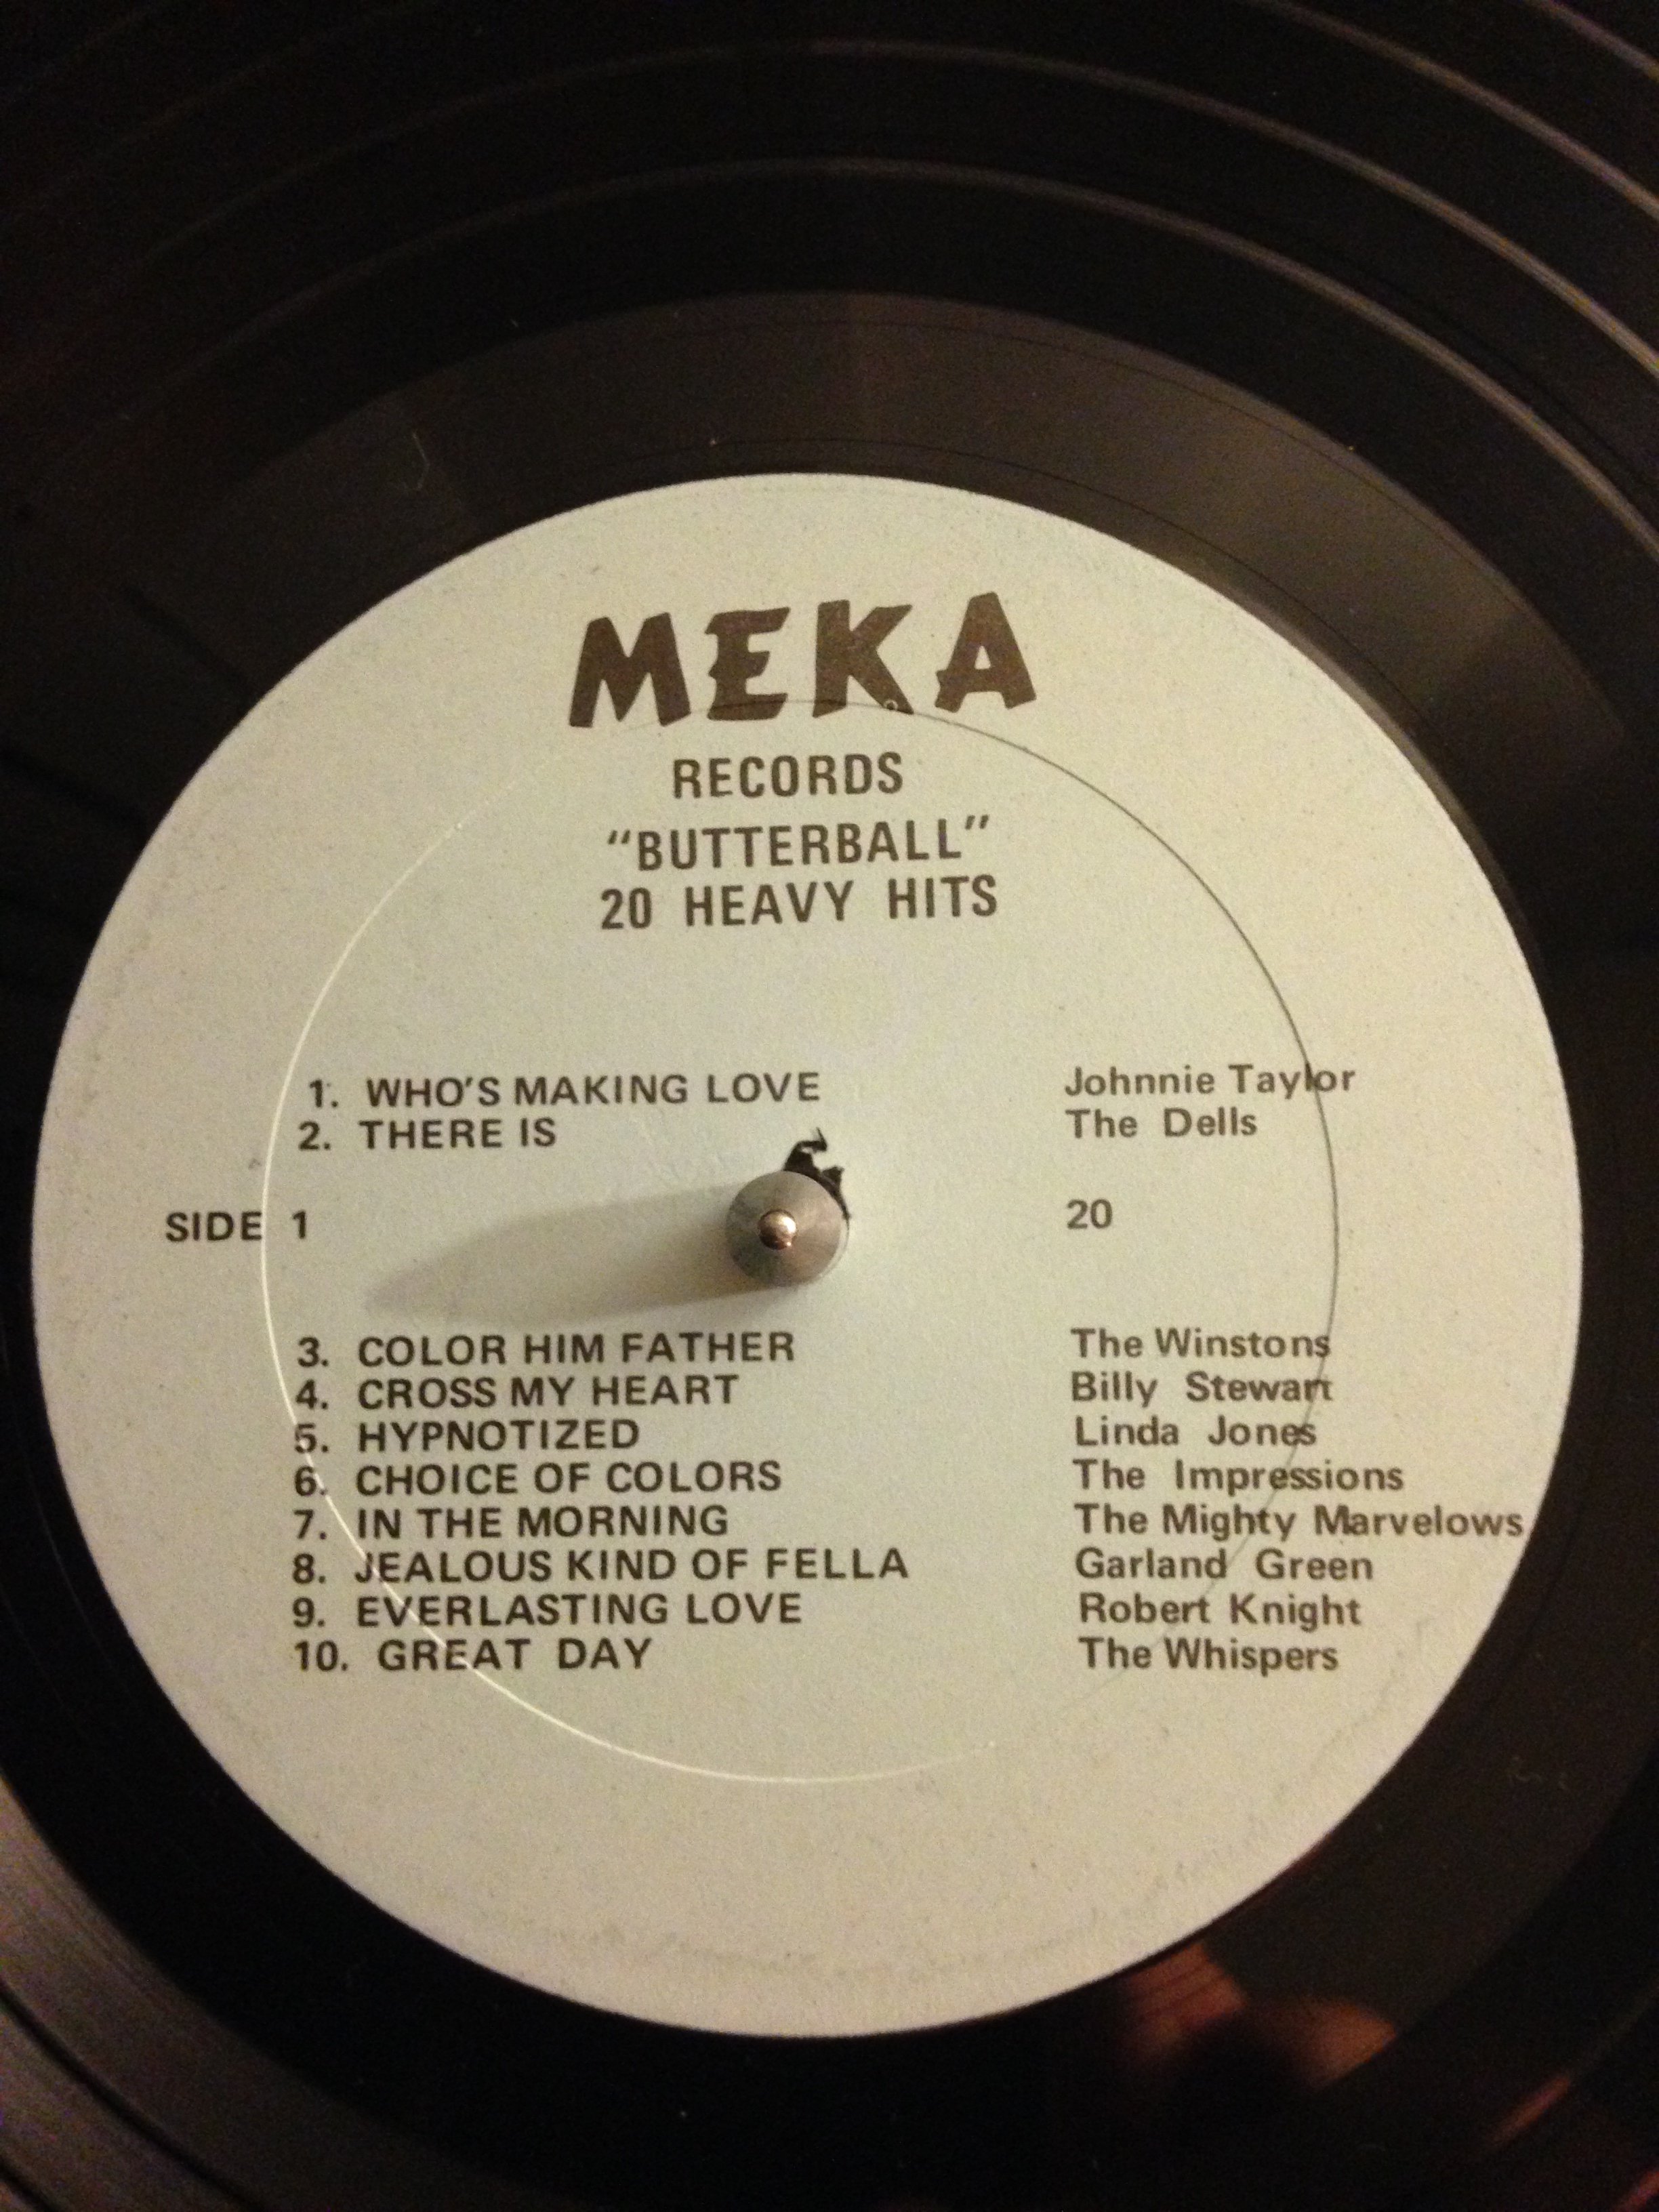 MEKA
RECORDS
"BUTTERBALL"
20 HEAVY HITS
1. WHO'S MAKING LOVE Johnnie Taylor
2. THERE IS The Dells
SIDE 1 20
3. COLOR HIM FATHER The Winstons
4. CROSS MY HEART Billy Stewart
5. HYPNOTIZED Linda Jones
6. CHOICE OF COLORS The Impressions
7. IN THE MORNING The Mighty Marvelows
8. JEALOUS KIND OF FELLA Garland Green
9. EVERLASTING LOVE Robert Knight
10. GREAT DAY The Whispers